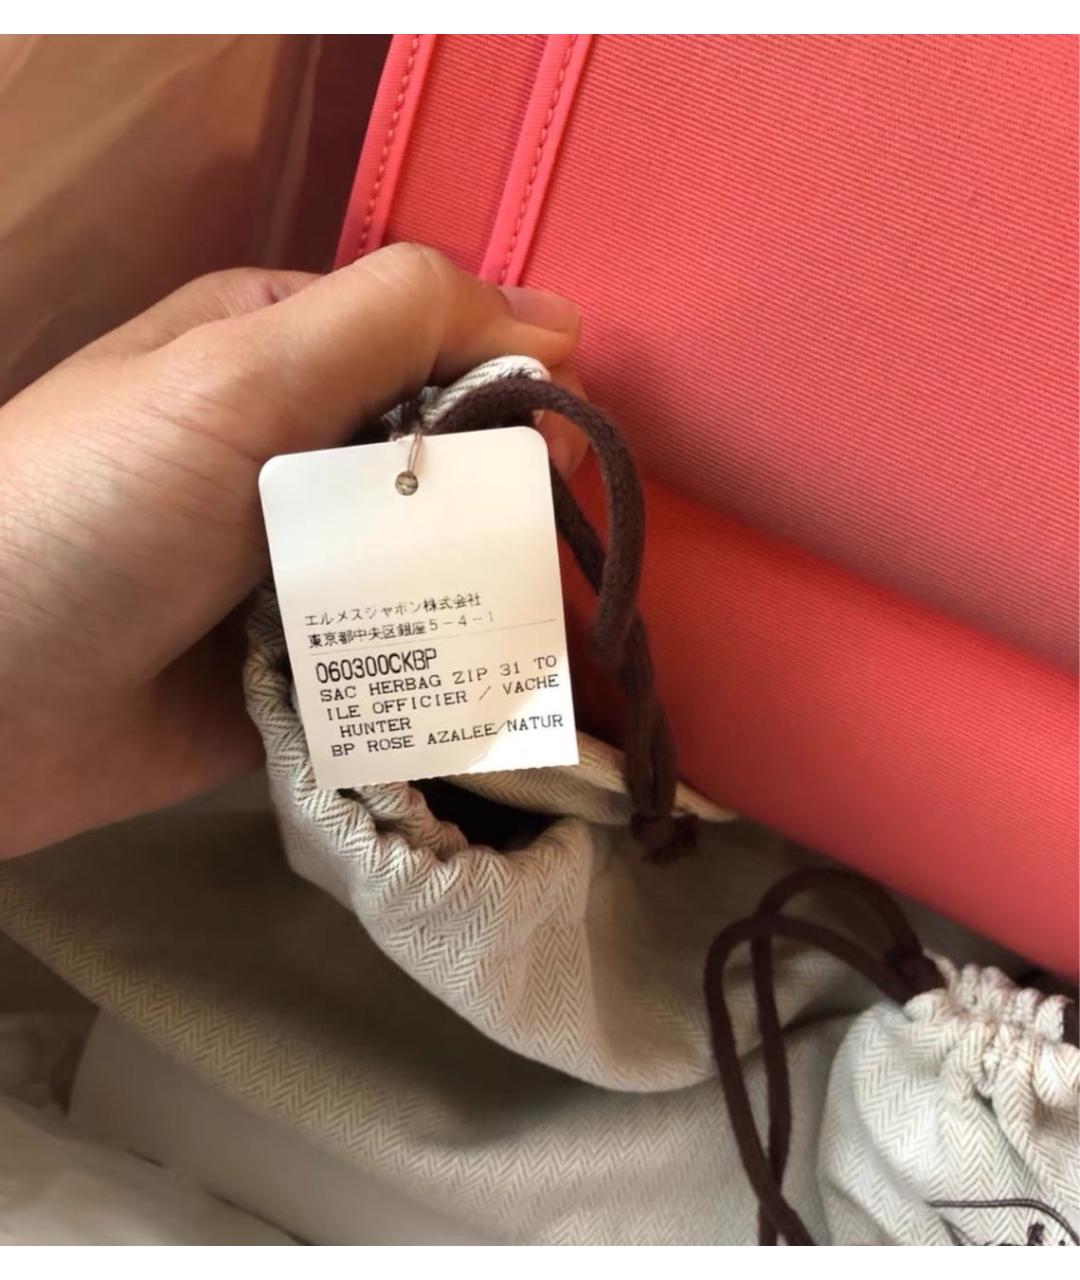 エルメスジャポン株式会社
東京都中央区銀座5-4-1
060300CKBP
SAC HERBAG ZIP 31 TO
ILE OFFICIER / VACHE
HUNTER
BP ROSE AZALEE/NATUR